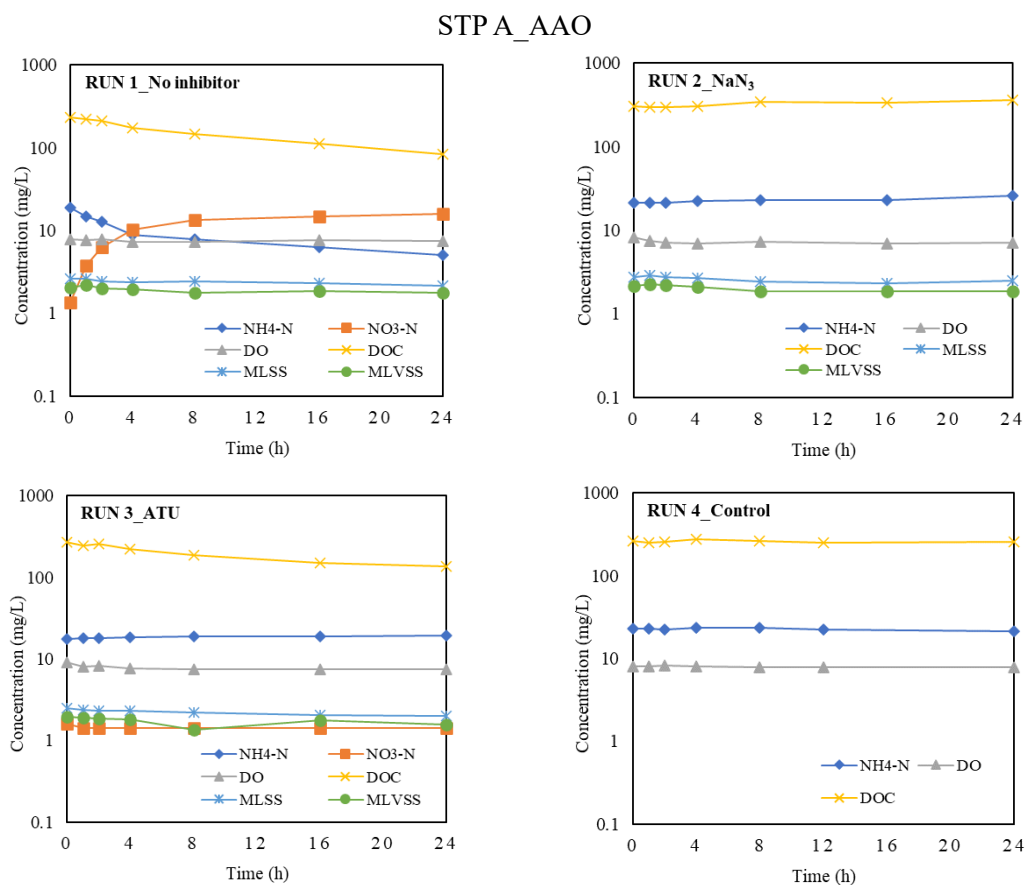 STP A_AAO
RUN 1_No inhibitor
Concentration (mg/L)
1000
100
10
1
0.1
NH4-N NO3-N
DO DOC
MLSS MLVSS
0 4 8 12 16 20 24
Time (h)
RUN 2_NaN₃
Concentration (mg/L)
1000
100
10
1
0.1
NH4-N DO
DOC MLSS
MLVSS
0 4 8 12 16 20 24
Time (h)
RUN 3_ATU
Concentration (mg/L)
1000
100
10
1
0.1
NH4-N NO3-N
DO DOC
MLSS MLVSS
0 4 8 12 16 20 24
Time (h)
RUN 4_Control
Concentration (mg/L)
1000
100
10
1
0.1
NH4-N DO
DOC
0 4 8 12 16 20 24
Time (h)